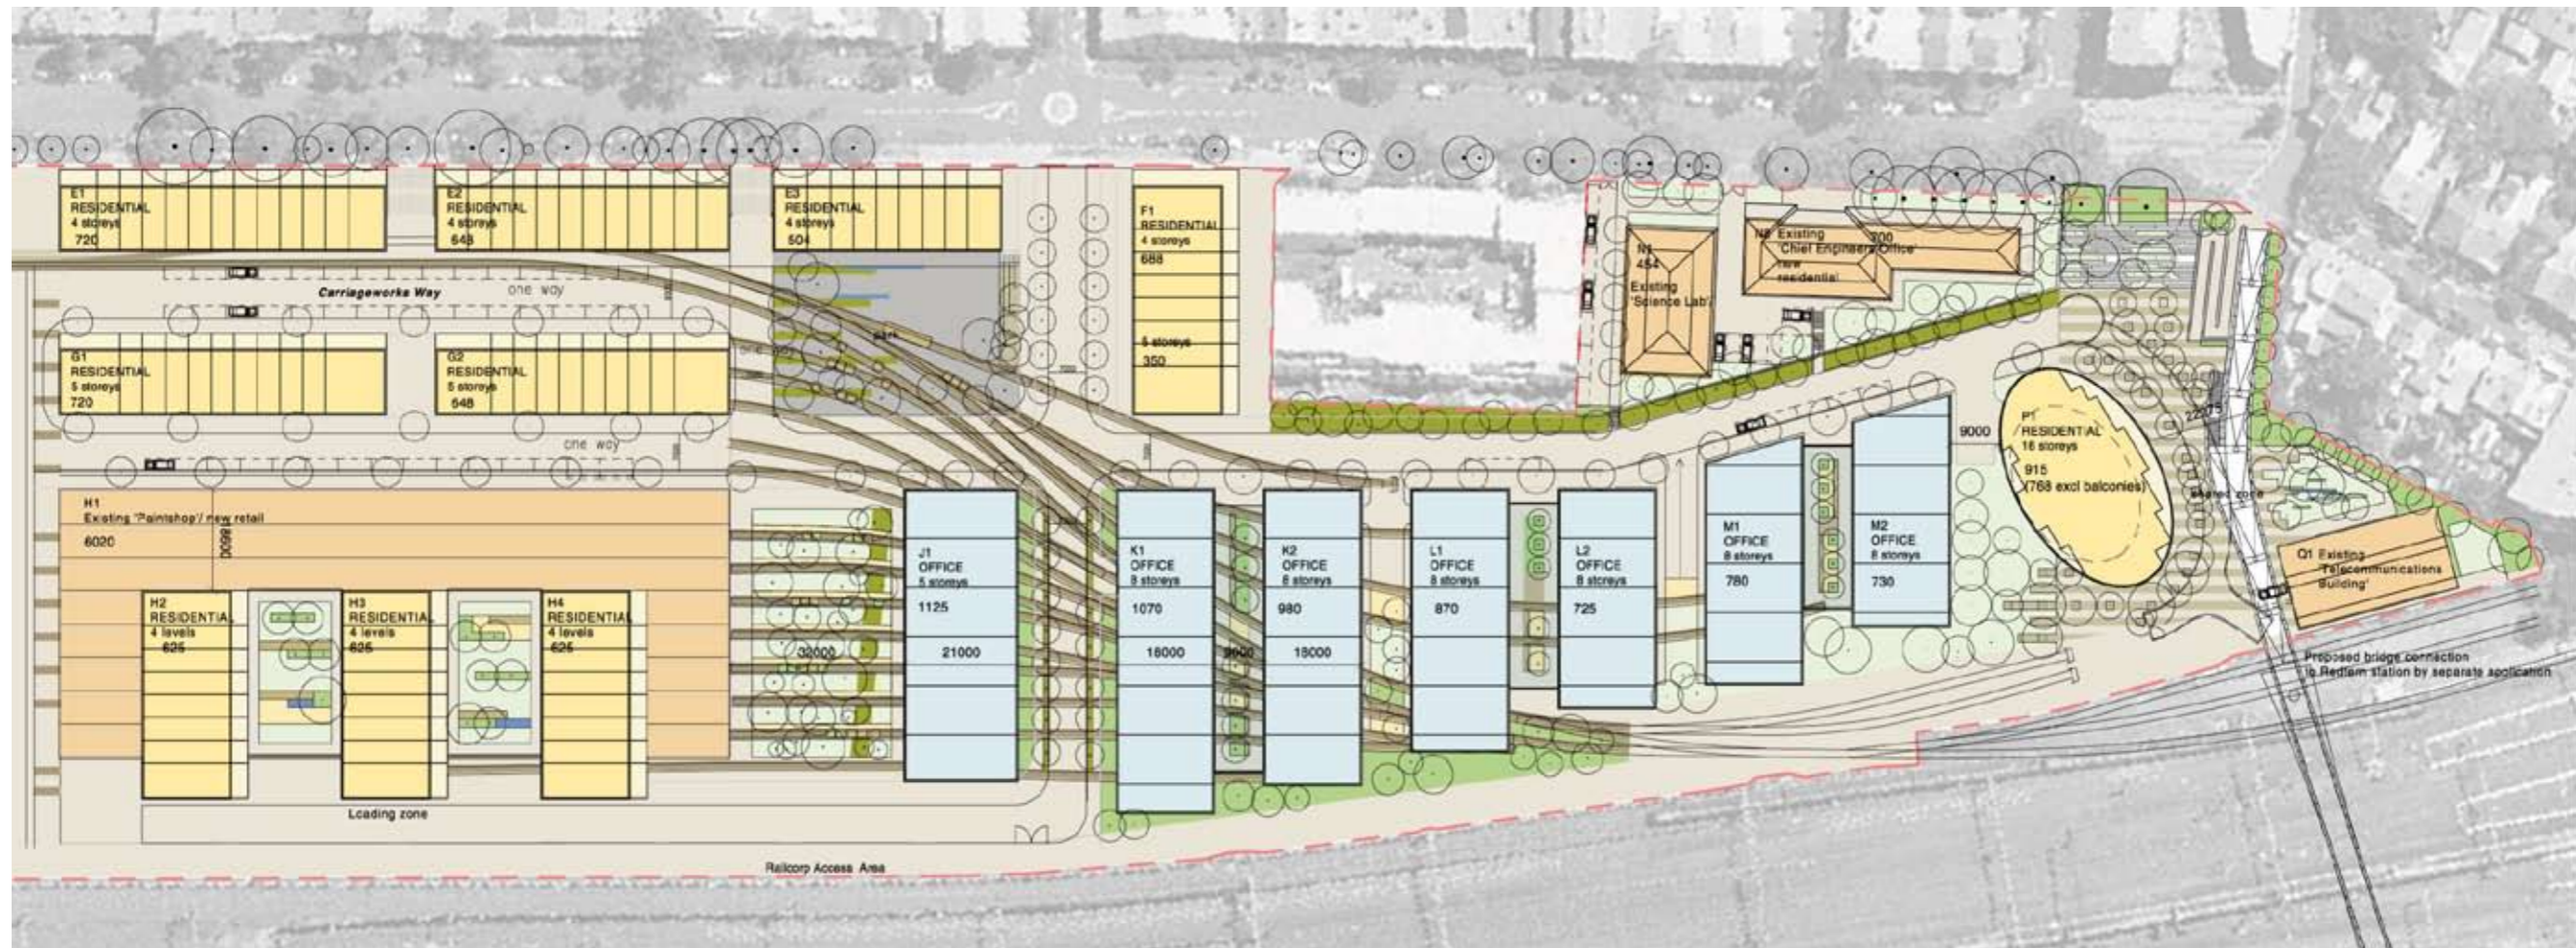 E1
RESIDENTIAL
4 storeys
720
E2
RESIDENTIAL
4 storeys
648
E3
RESIDENTIAL
4 storeys
504
F1
RESIDENTIAL
4 storeys
688
5 storeys
350
N1
484
Existing
'Science Lab'
Existing
700
'Chief Engineers Office'
new
residential
Carriageworks Way
one way
park
G1
RESIDENTIAL
5 storeys
720
G2
RESIDENTIAL
5 storeys
648
one way
9000
22975
P1
RESIDENTIAL
16 storeys
915
(768 excl balconies)
shared zone
H1
Existing 'Paintshop'/ new retail
6020
18600
H2
RESIDENTIAL
4 levels
625
H3
RESIDENTIAL
4 levels
625
H4
RESIDENTIAL
4 levels
625
32000
J1
OFFICE
5 storeys
1125
21000
K1
OFFICE
8 storeys
1070
18000
9000
K2
OFFICE
8 storeys
980
18000
L1
OFFICE
8 storeys
870
L2
OFFICE
8 storeys
725
M1
OFFICE
8 storeys
780
M2
OFFICE
8 storeys
730
Q1 Existing
'Telecommunications
Building'
Proposed bridge connection
to Redfern station by separate application
Loading zone
Railcorp Access Area